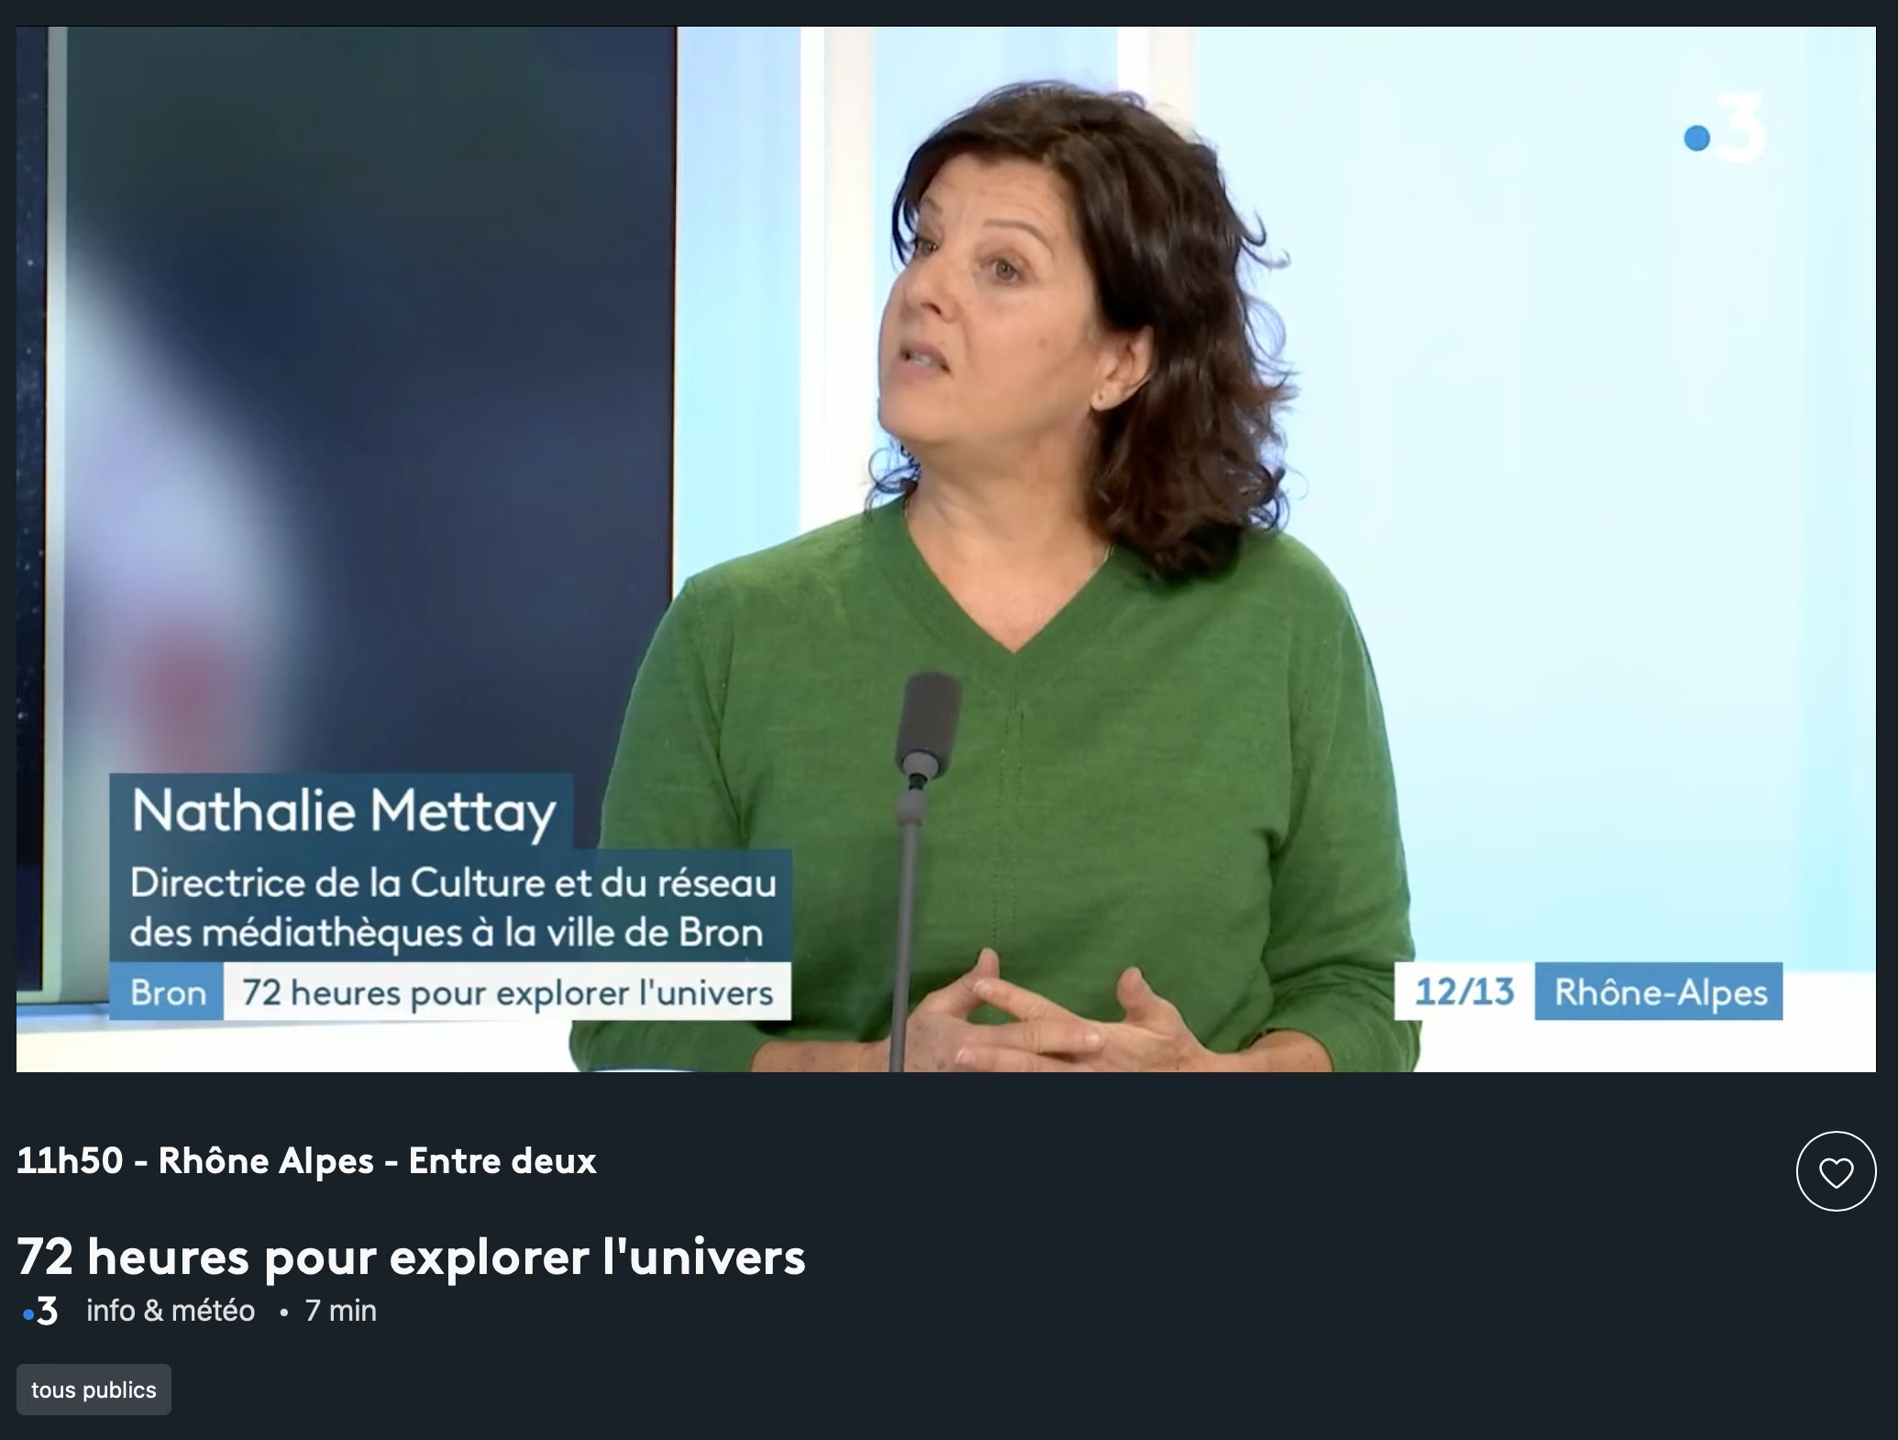 3
Nathalie Mettay
Directrice de la Culture et du réseau
des médiathèques à la ville de Bron
Bron 72 heures pour explorer l'univers
12/13 Rhône-Alpes
11h50 - Rhône Alpes - Entre deux
72 heures pour explorer l'univers
3 info & météo • 7 min
tous publics